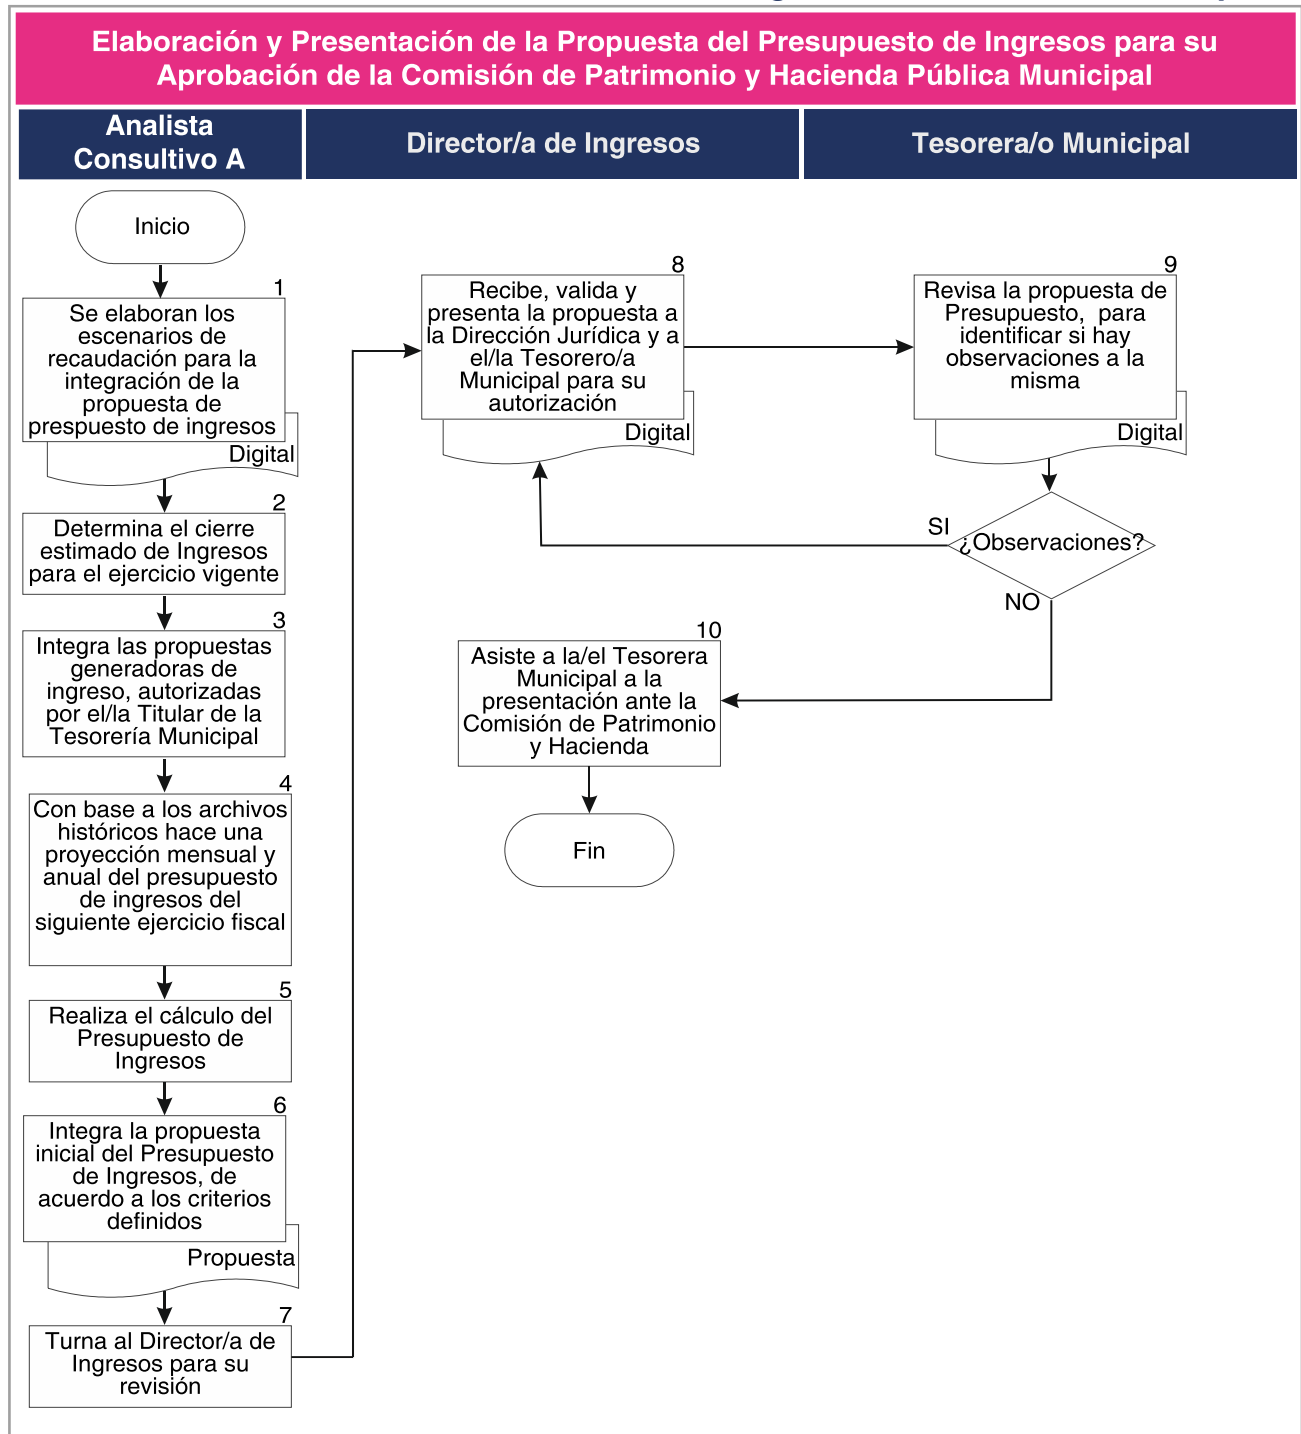 Elaboración y Presentación de la Propuesta del Presupuesto de Ingresos para su
Aprobación de la Comisión de Patrimonio y Hacienda Pública Municipal
Analista
Consultivo A
Director/a de Ingresos
Tesorera/o Municipal
Inicio
1
Se elaboran los
escenarios de
recaudación para la
integración de la
propuesta de
prespuesto de ingresos
Digital
2
Determina el cierre
estimado de Ingresos
para el ejercicio vigente
3
Integra las propuestas
generadoras de
ingreso, autorizadas
por el/la Titular de la
Tesorería Municipal
4
Con base a los archivos
históricos hace una
proyección mensual y
anual del presupuesto
de ingresos del
siguiente ejercicio fiscal
5
Realiza el cálculo del
Presupuesto de
Ingresos
6
Integra la propuesta
inicial del Presupuesto
de Ingresos, de
acuerdo a los criterios
definidos
Propuesta
7
Turna al Director/a de
Ingresos para su
revisión
8
Recibe, valida y
presenta la propuesta a
la Dirección Jurídica y a
el/la Tesorero/a
Municipal para su
autorización
Digital
9
Revisa la propuesta de
Presupuesto, para
identificar si hay
observaciones a la
misma
Digital
¿Observaciones?
SI
NO
10
Asiste a la/el Tesorera
Municipal a la
presentación ante la
Comisión de Patrimonio
y Hacienda
Fin